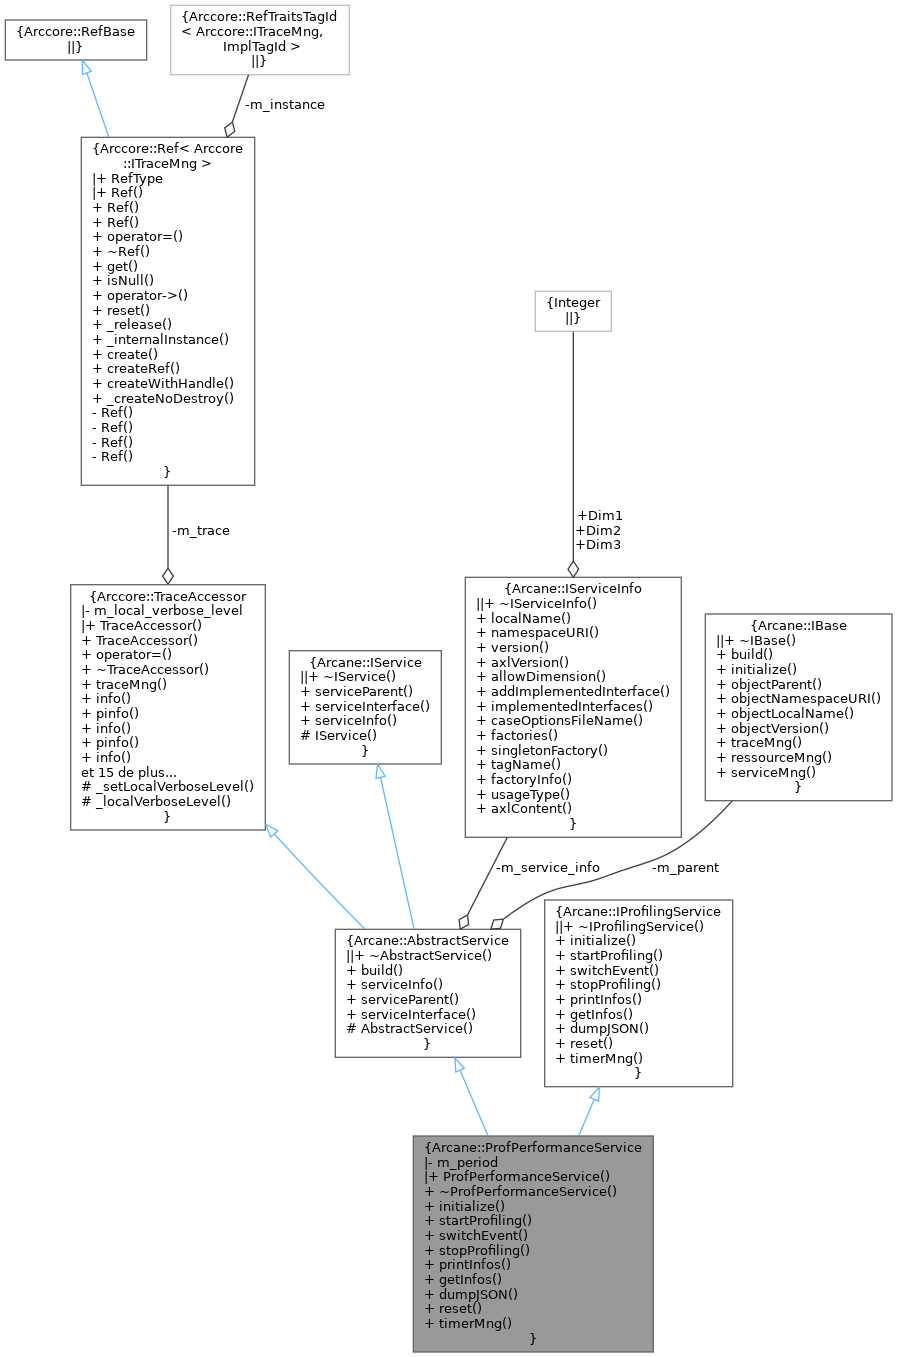 {Arccore::RefBase
||}
{Arccore::RefTraitsTagId
< Arccore::ITraceMng,
ImplTagId >
||}
-m_instance
{Arccore::Ref< Arccore
::ITraceMng >
|+ RefType
|+ Ref()
+ Ref()
+ Ref()
+ operator=()
+ ~Ref()
+ get()
+ isNull()
+ operator->()
+ reset()
+ _release()
+ _internalInstance()
+ create()
+ createRef()
+ createWithHandle()
+ _createNoDestroy()
- Ref()
- Ref()
- Ref()
- Ref()
}
{Integer
||}
-m_trace
+Dim1
+Dim2
+Dim3
{Arccore::TraceAccessor
|- m_local_verbose_level
|+ TraceAccessor()
+ TraceAccessor()
+ operator=()
+ ~TraceAccessor()
+ traceMng()
+ info()
+ pinfo()
+ info()
+ pinfo()
+ info()
et 15 de plus...
# _setLocalVerboseLevel()
# _localVerboseLevel()
}
{Arcane::IService
||+ ~IService()
+ serviceParent()
+ serviceInterface()
+ serviceInfo()
# IService()
}
{Arcane::IServiceInfo
||+ ~IServiceInfo()
+ localName()
+ namespaceURI()
+ version()
+ axlVersion()
+ allowDimension()
+ addImplementedInterface()
+ implementedInterfaces()
+ caseOptionsFileName()
+ factories()
+ singletonFactory()
+ tagName()
+ factoryInfo()
+ usageType()
+ axlContent()
}
{Arcane::IBase
||+ ~IBase()
+ build()
+ initialize()
+ objectParent()
+ objectNamespaceURI()
+ objectLocalName()
+ objectVersion()
+ traceMng()
+ ressourceMng()
+ serviceMng()
}
-m_service_info
-m_parent
{Arcane::AbstractService
||+ ~AbstractService()
+ build()
+ serviceInfo()
+ serviceParent()
+ serviceInterface()
# AbstractService()
}
{Arcane::IProfilingService
||+ ~IProfilingService()
+ initialize()
+ startProfiling()
+ switchEvent()
+ stopProfiling()
+ printInfos()
+ getInfos()
+ dumpJSON()
+ reset()
+ timerMng()
}
{Arcane::ProfPerformanceService
|- m_period
|+ ProfPerformanceService()
+ ~ProfPerformanceService()
+ initialize()
+ startProfiling()
+ switchEvent()
+ stopProfiling()
+ printInfos()
+ getInfos()
+ dumpJSON()
+ reset()
+ timerMng()
}